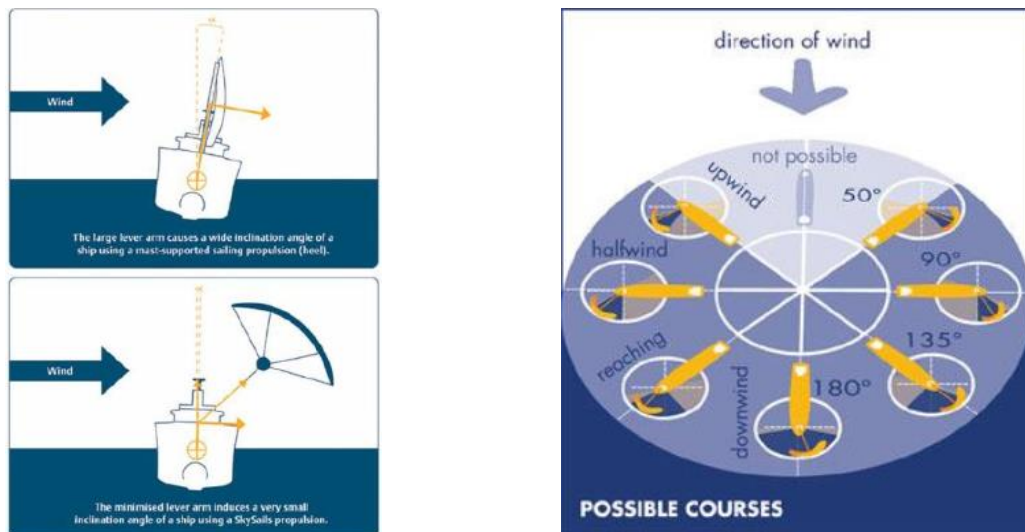 Wind
The large lever arm causes a wide inclination angle of a
ship using a mast-supported sailing propulsion (heel).
Wind
The minimised lever arm induces a very small
inclination angle of a ship using a SkySails propulsion.
direction of wind
not possible
upwind
50°
halfwind
90°
reaching
135°
downwind
180°
POSSIBLE COURSES